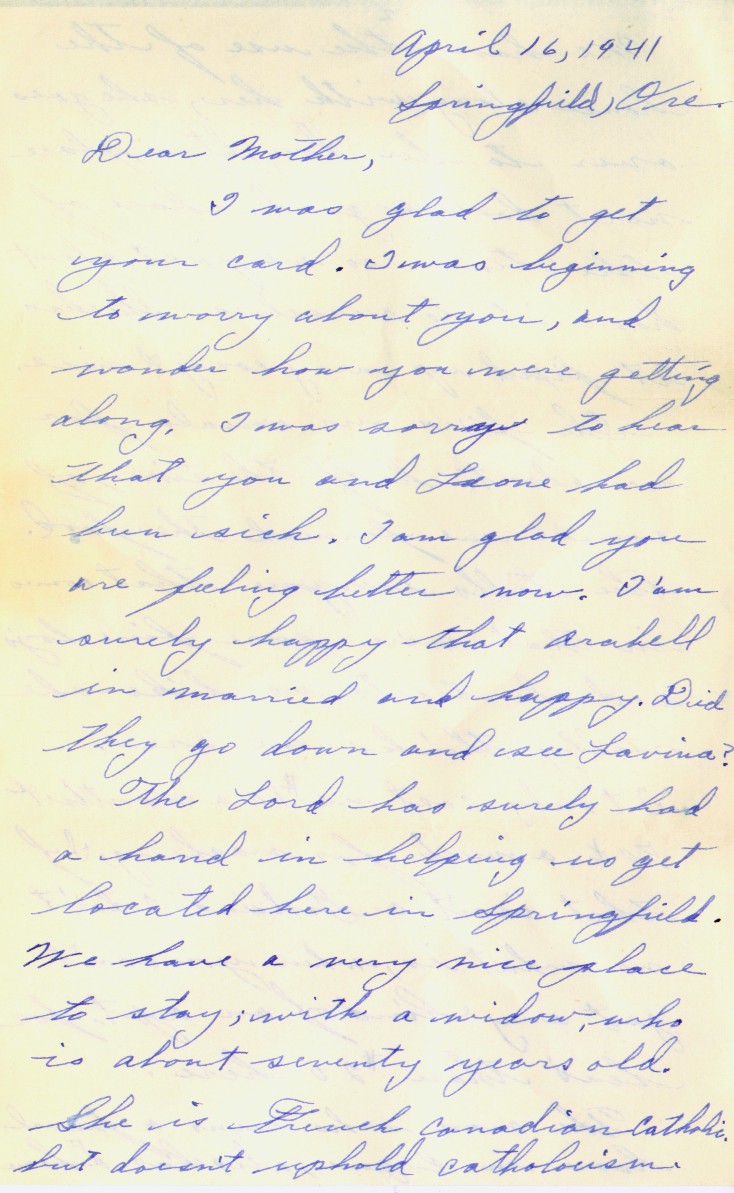 April 16, 1941
Springfield, Ore.
Dear Mother,
I was glad to get
your card. I was beginning
to worry about you, and
wonder how you were getting
along. I was sorry to hear
that you and Leone had
been sick. I am glad you
are feeling better now. I am
surely happy that Arabell
in married and happy. Did
they go down and see Lavina?
The Lord has surely had
a hand in helping us get
located here in Springfield.
We have a very nice place
to stay; with a widow, who
is about seventy years old.
She is French Canadian Catholic.
but doesn't uphold catholocism.